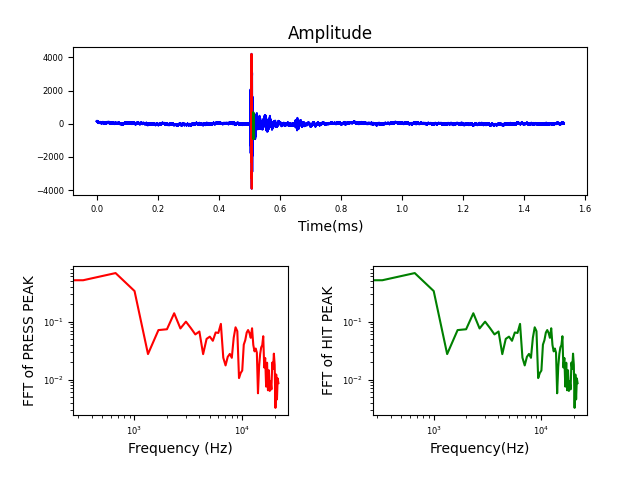 Amplitude
4000
2000
0
−2000
−4000
0.0 0.2 0.4 0.6 0.8 1.0 1.2 1.4 1.6
Time(ms)
FFT of PRESS PEAK
10⁻¹
10⁻²
10³ 10⁴
Frequency (Hz)
FFT of HIT PEAK
10⁻¹
10⁻²
10³ 10⁴
Frequency(Hz)